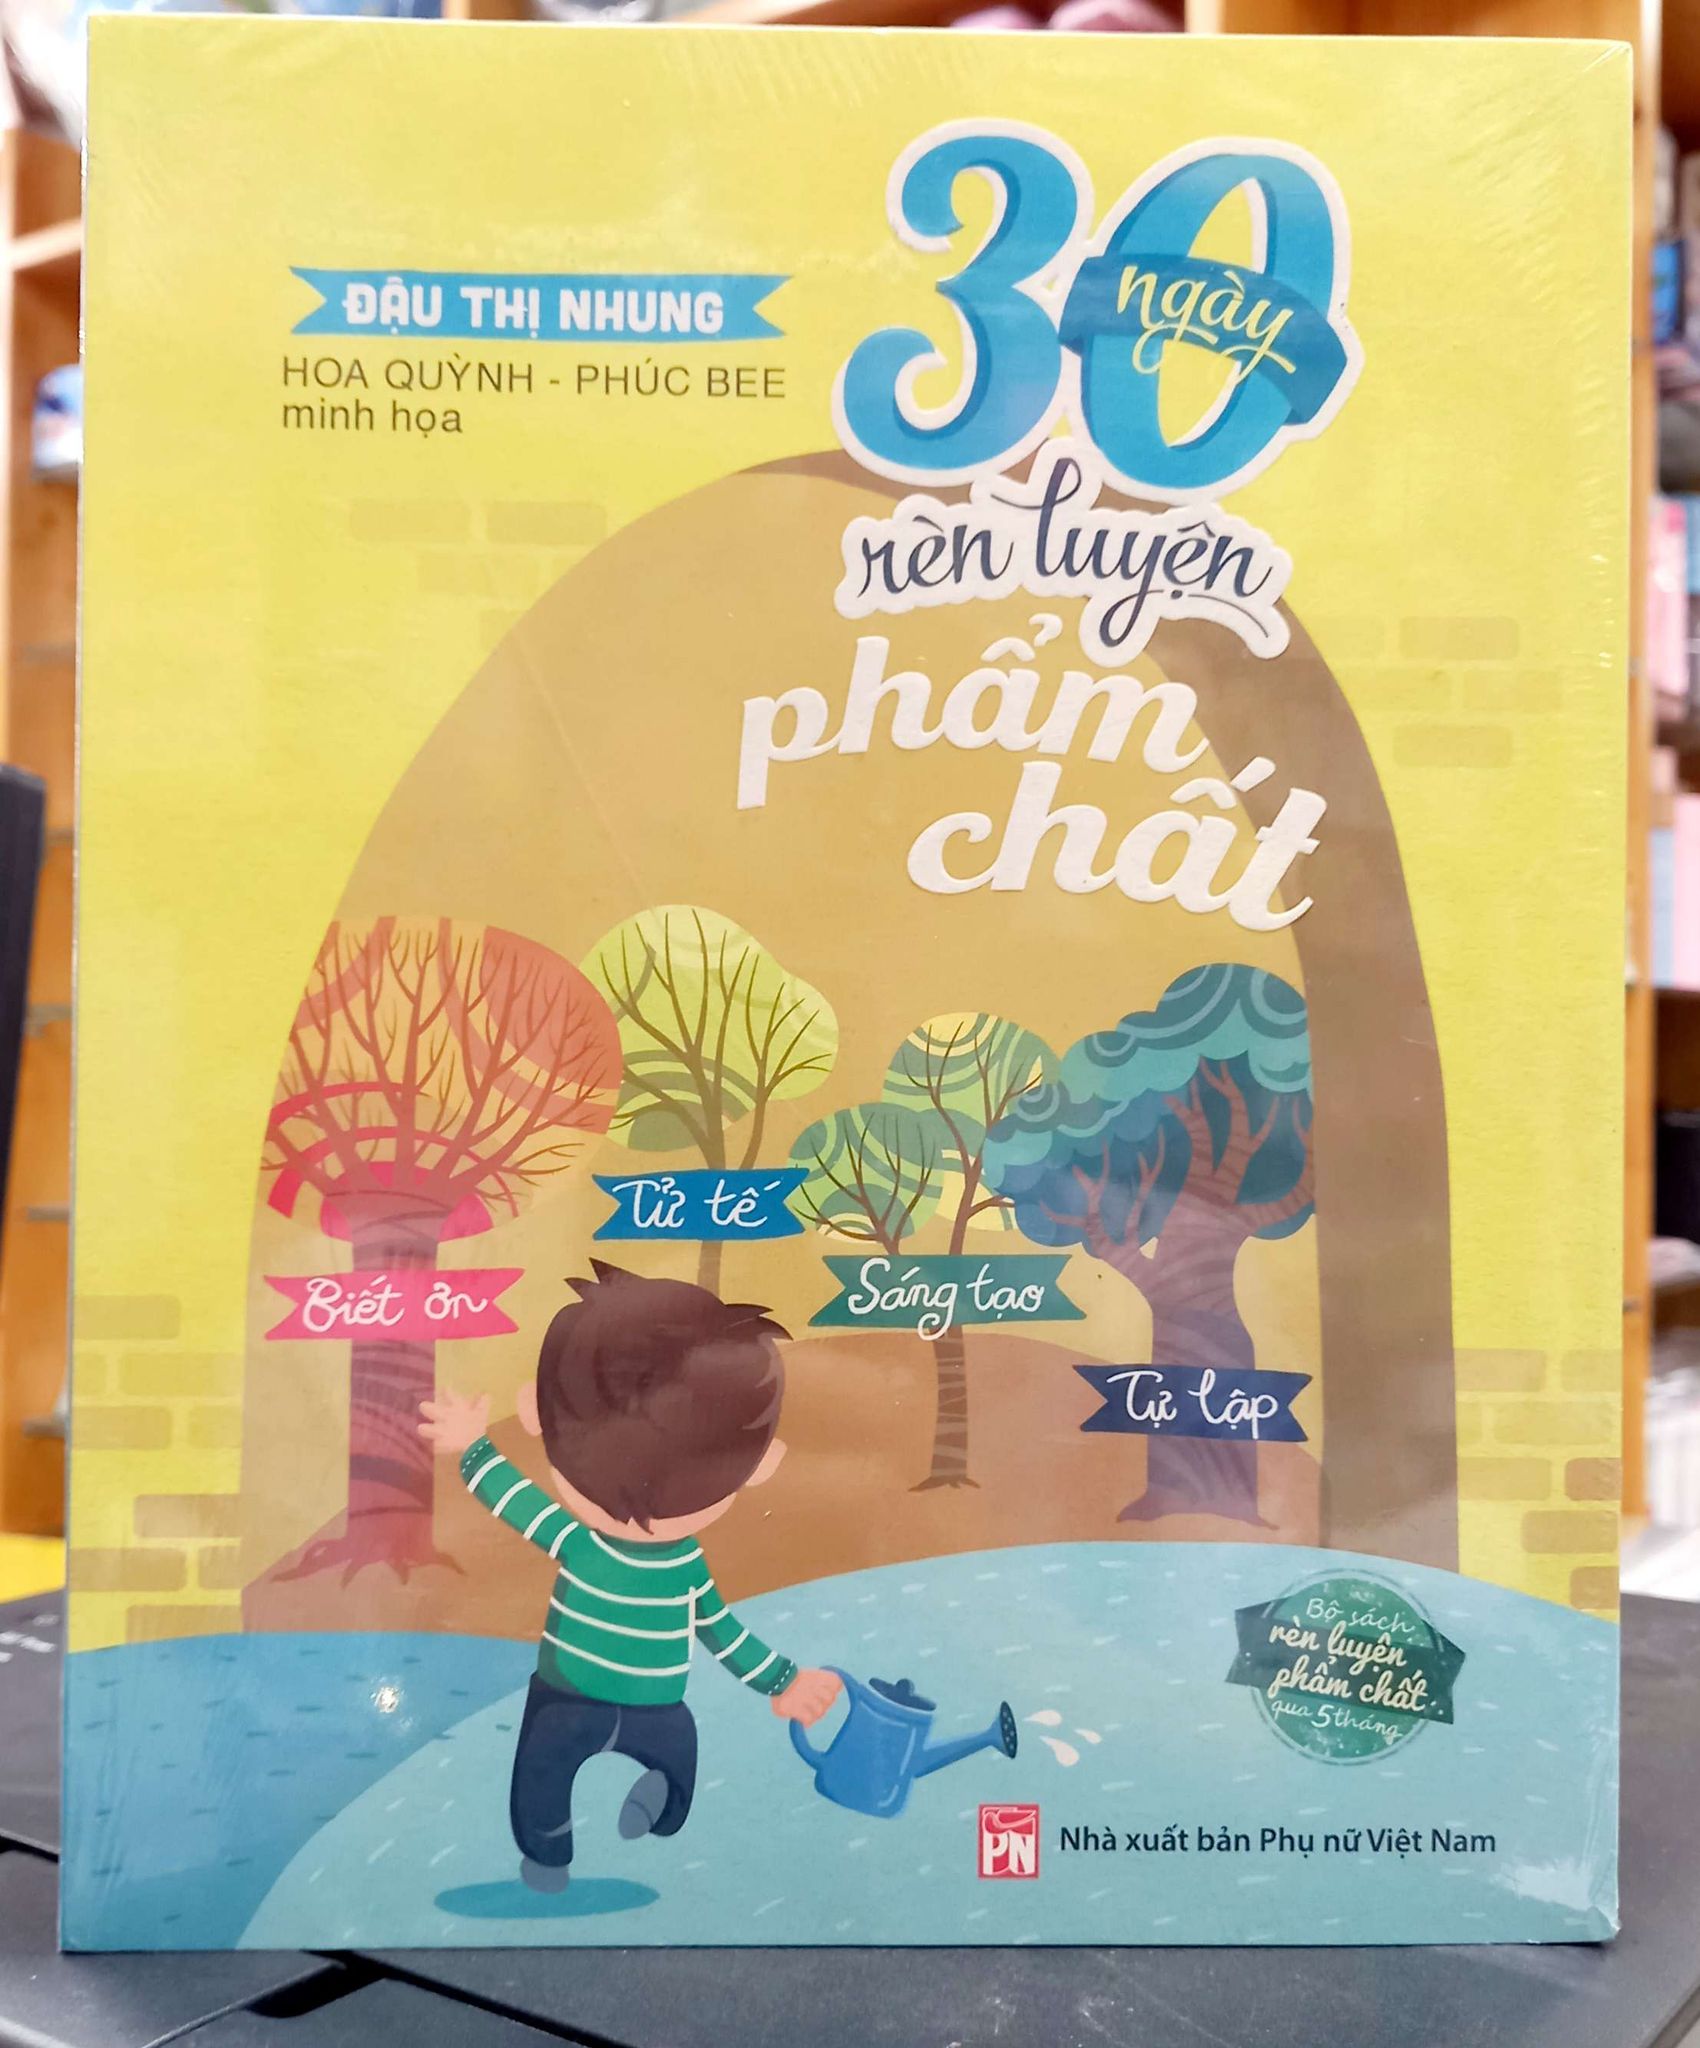 ĐẬU THỊ NHUNG
HOA QUỲNH - PHÚC BEE
minh họa
30
ngày
rèn luyện
phẩm
chất
Tử tế
Biết ơn
Sáng tạo
Tự lập
Bộ sách
rèn luyện
phẩm chất
qua 5 tháng
PN
Nhà xuất bản Phụ nữ Việt Nam